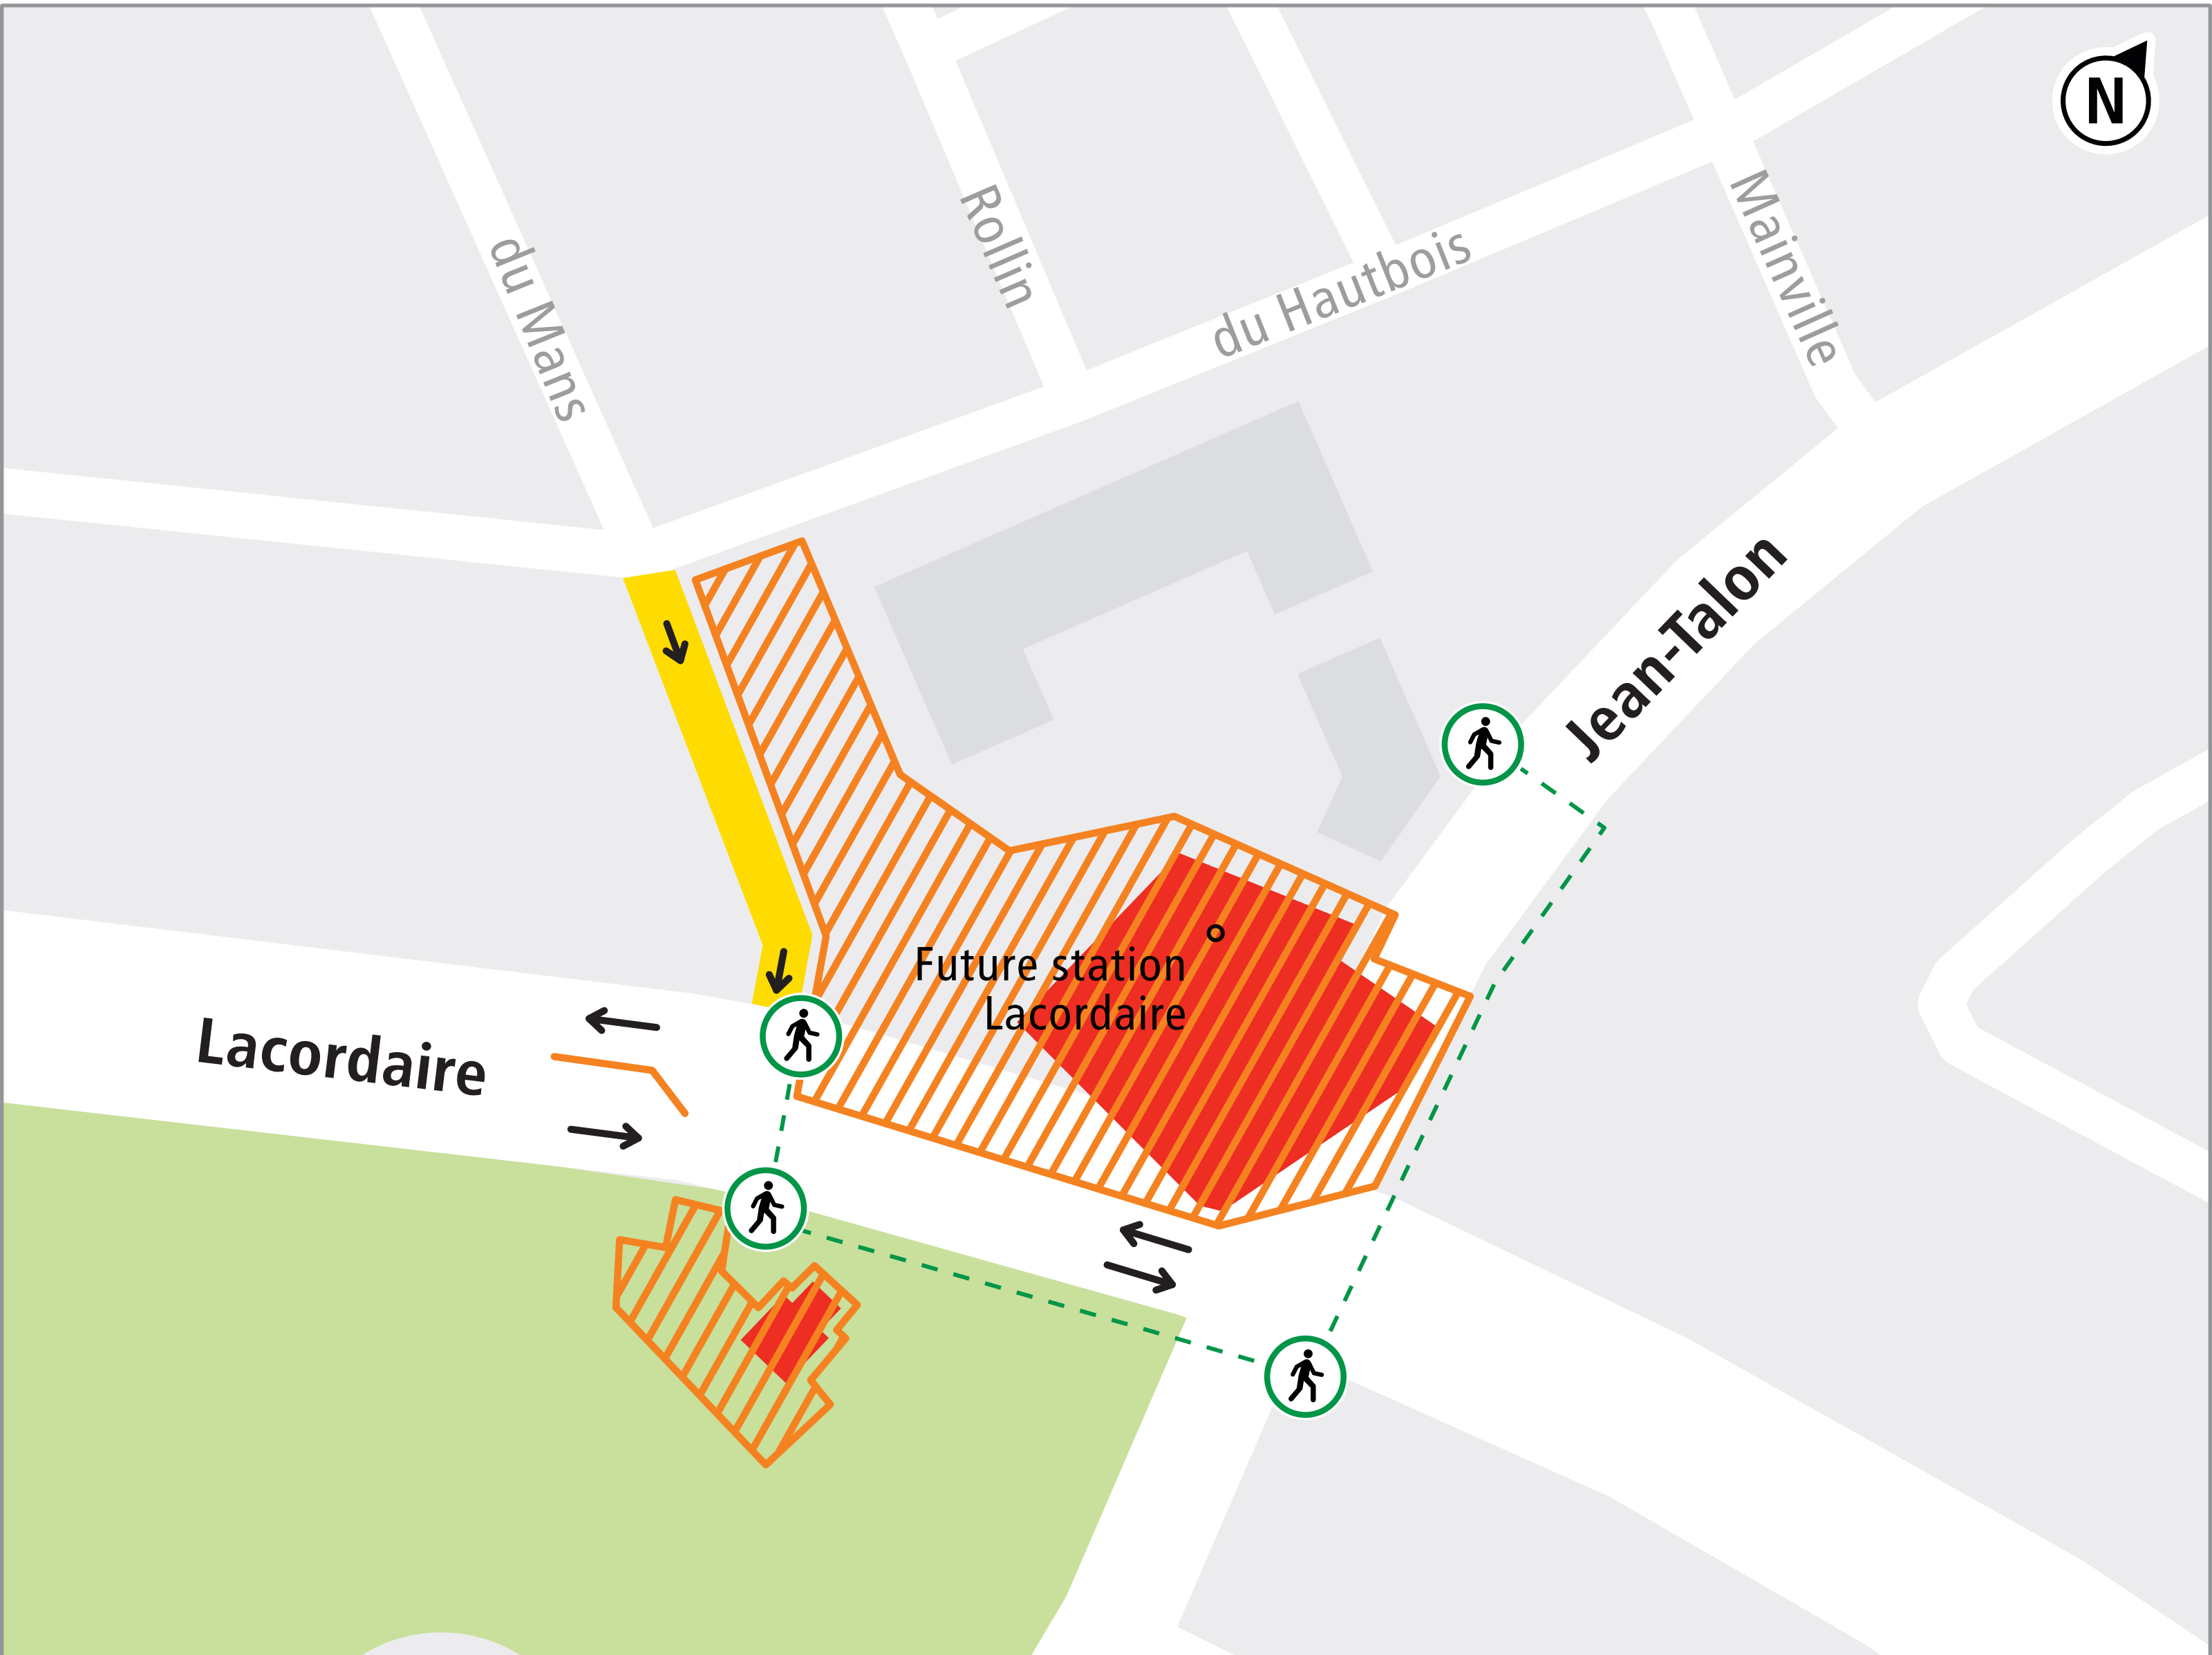 N
Rollin
Mainville
du Mans
du Hautbois
Jean-Talon
Future station
Lacordaire
Lacordaire